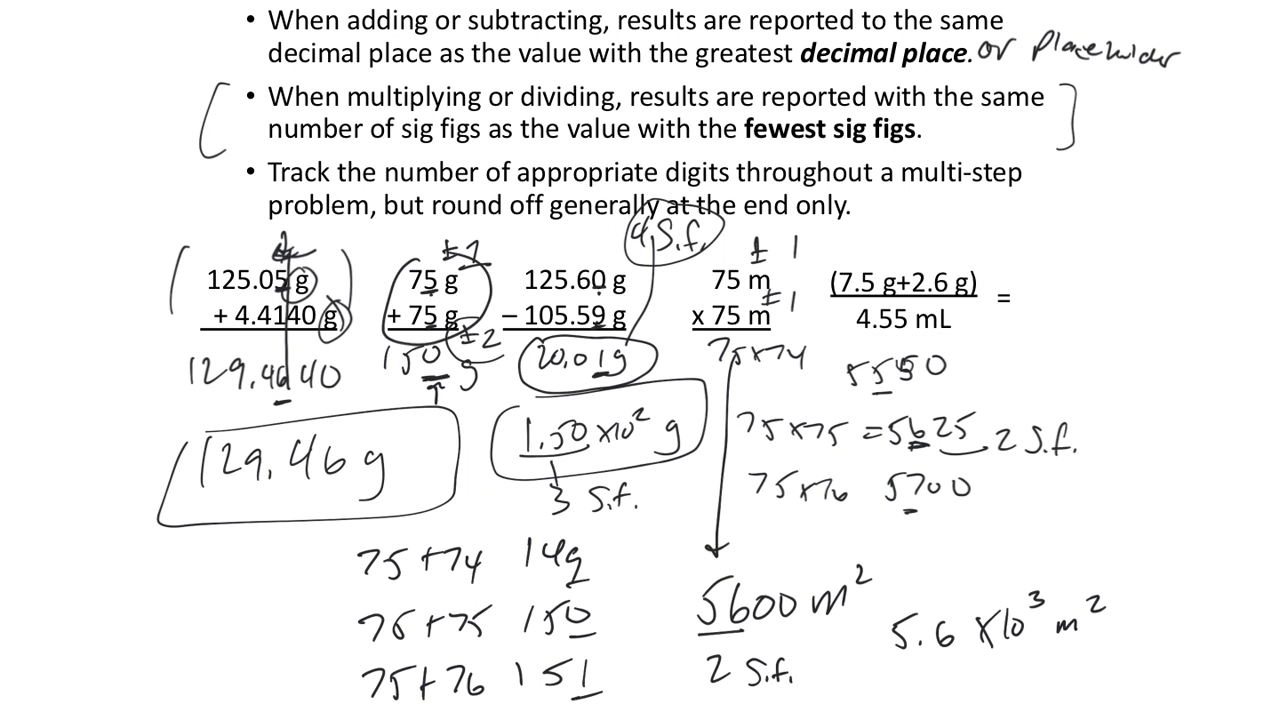 • When adding or subtracting, results are reported to the same
decimal place as the value with the greatest decimal place. or Placeholder
• When multiplying or dividing, results are reported with the same
number of sig figs as the value with the fewest sig figs.
• Track the number of appropriate digits throughout a multi-step
problem, but round off generally at the end only.
4 S.f.
±1 ± 1
125.05 g 75 g 125.60 g 75 m (7.5 g+2.6 g) =
±1
+ 4.4140 g + 75 g − 105.59 g x 75 m 4.55 mL
±2
129.4640 150 g 20.01g 75x74 5550
129.46 g 1.50 x10² g 75x75 = 5625 2 S.f.
3 S.f. 75x76 5700
75+74 149
75+75 150 5600 m² 5.6 x10³ m²
75+76 151 2 S.f.